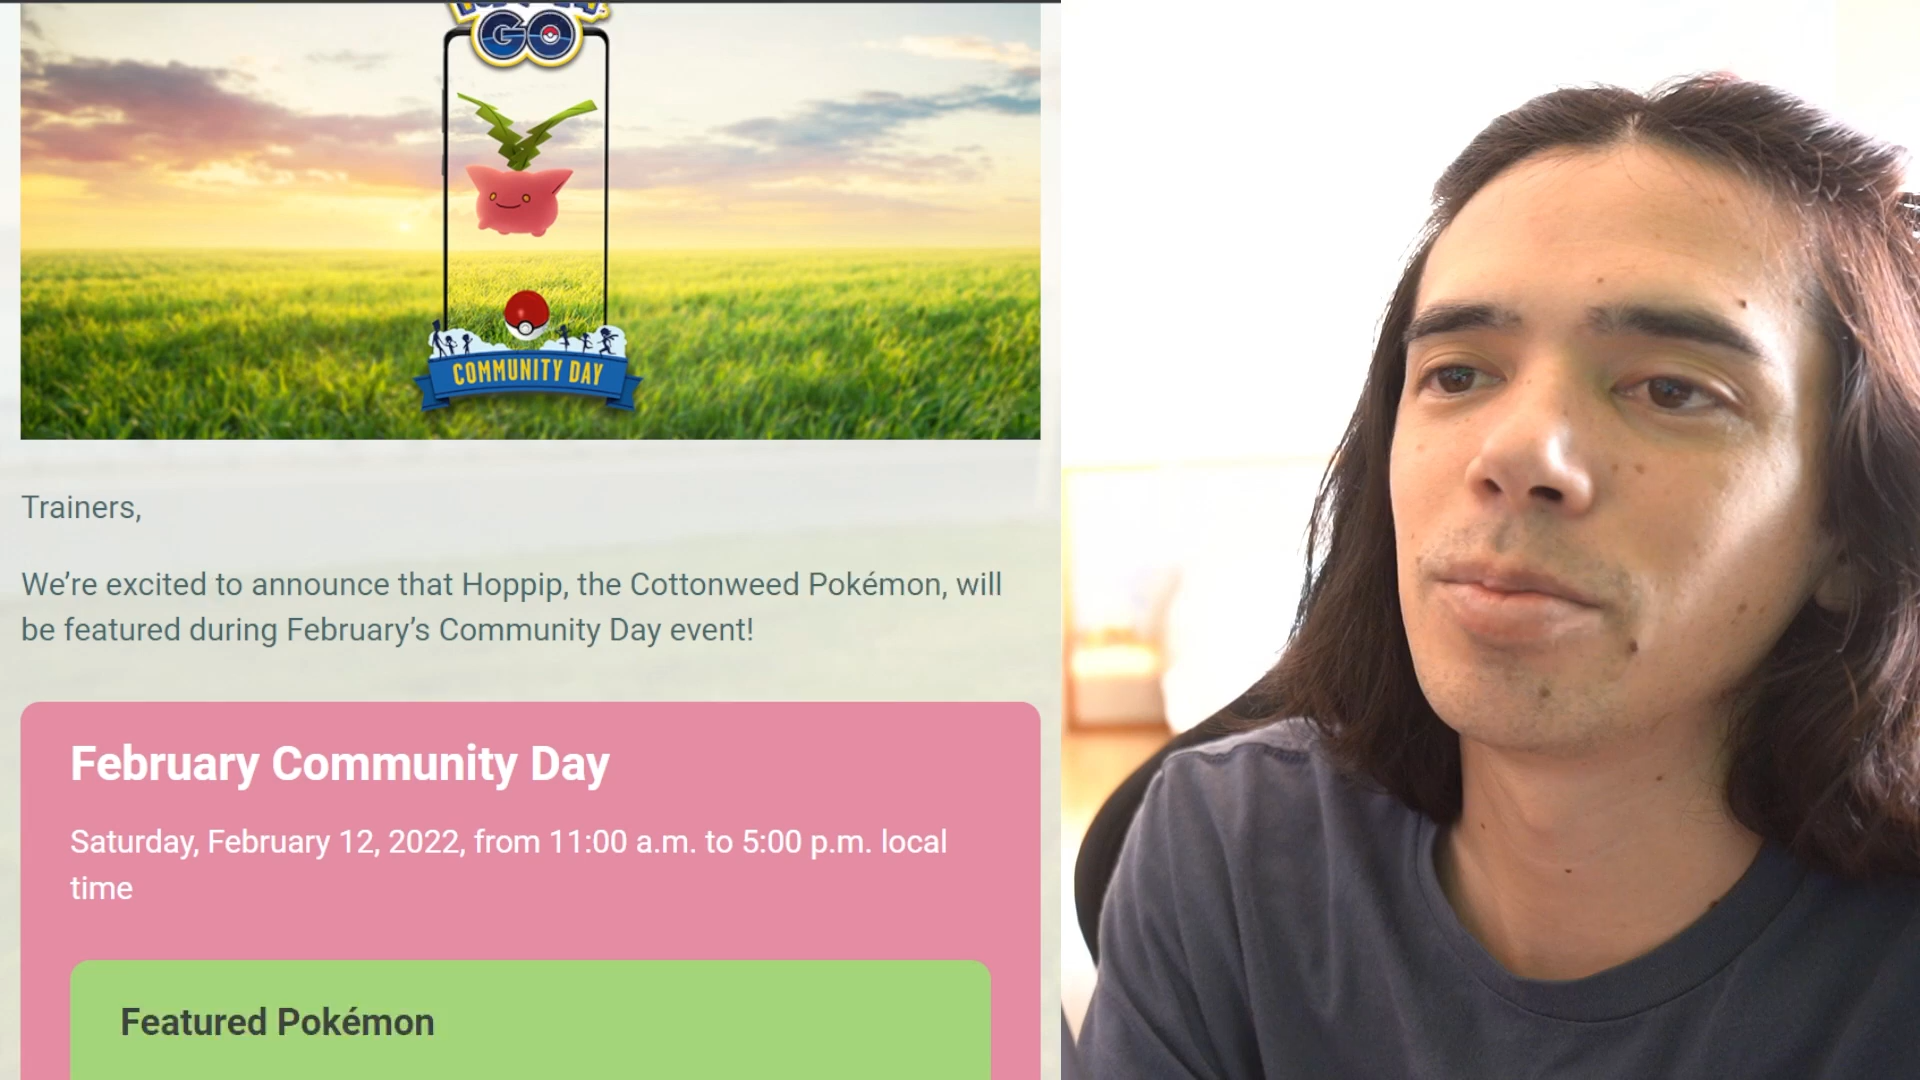 GO
COMMUNITY DAY
Trainers,
We’re excited to announce that Hoppip, the Cottonweed Pokémon, will
be featured during February’s Community Day event!
February Community Day
Saturday, February 12, 2022, from 11:00 a.m. to 5:00 p.m. local
time
Featured Pokémon